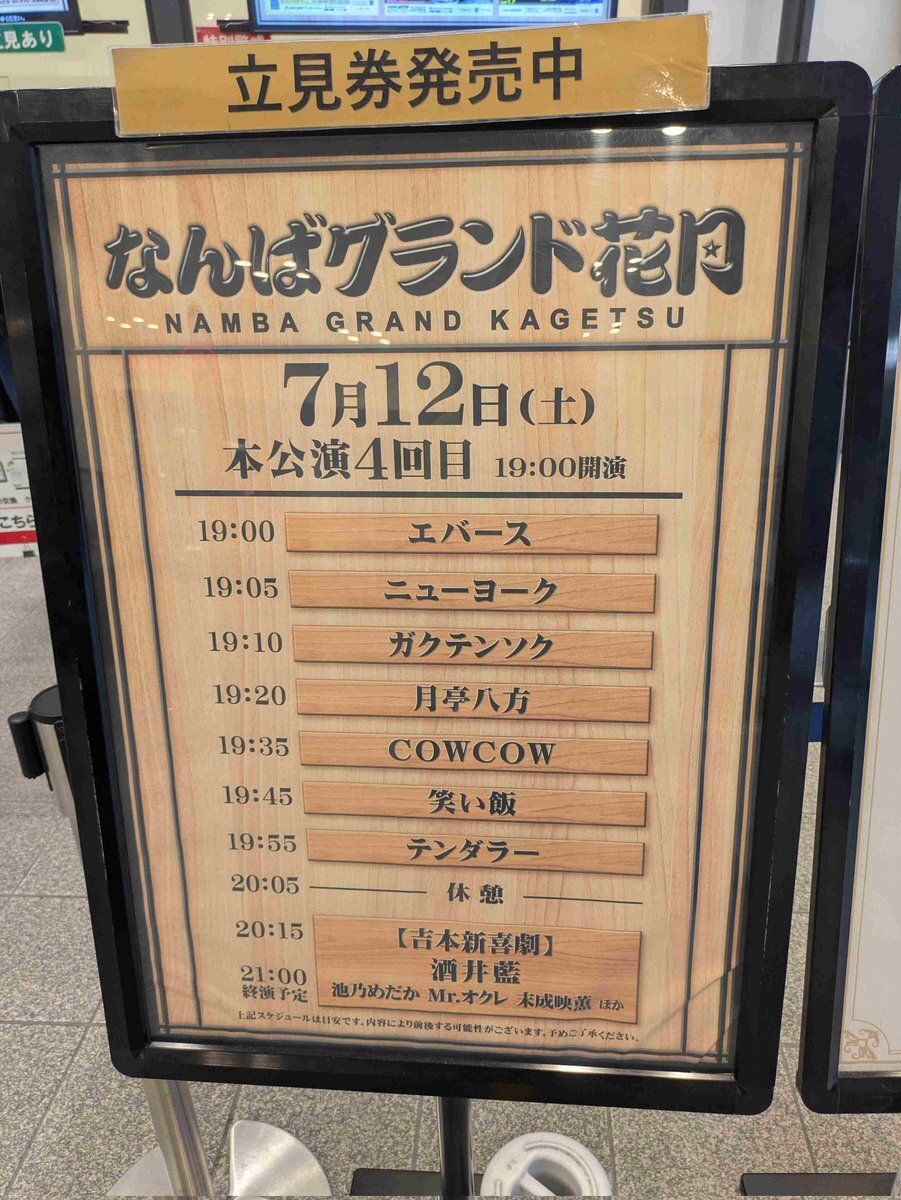 見あり
立見券発売中
なんばグランド花月
NAMBA GRAND KAGETSU
7月12日(土)
本公演4回目 19:00開演
19:00 エバース
19:05 ニューヨーク
19:10 ガクテンソク
19:20 月亭八方
19:35 COWCOW
19:45 笑い飯
19:55 テンダラー
20:05 休憩
20:15 【吉本新喜劇】
酒井藍
21:00 終演予定
池乃めだか Mr.オクレ 末成映薫 ほか
上記スケジュールは目安です。内容により前後する可能性がございます。予めご了承ください。
こちら